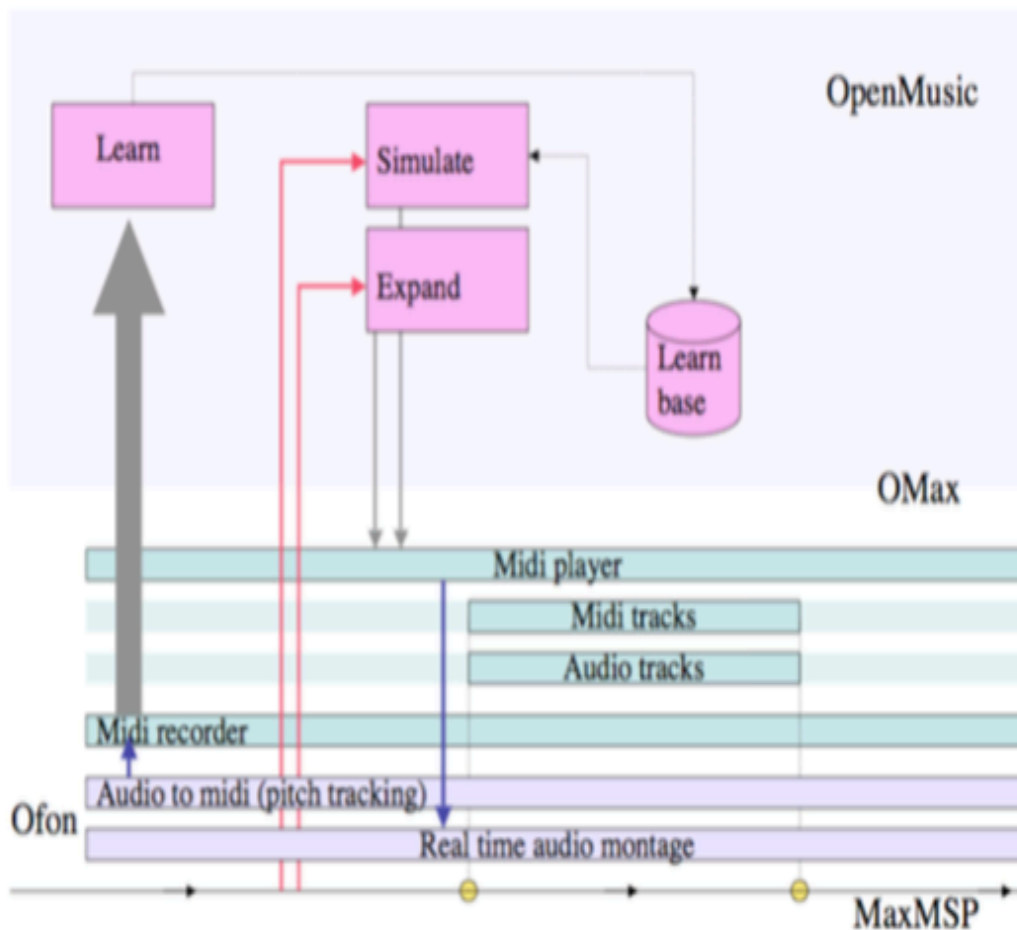 OpenMusic
Learn
Simulate
Expand
Learn
base
OMax
Midi player
Midi tracks
Audio tracks
Midi recorder
Audio to midi (pitch tracking)
Ofon
Real time audio montage
MaxMSP